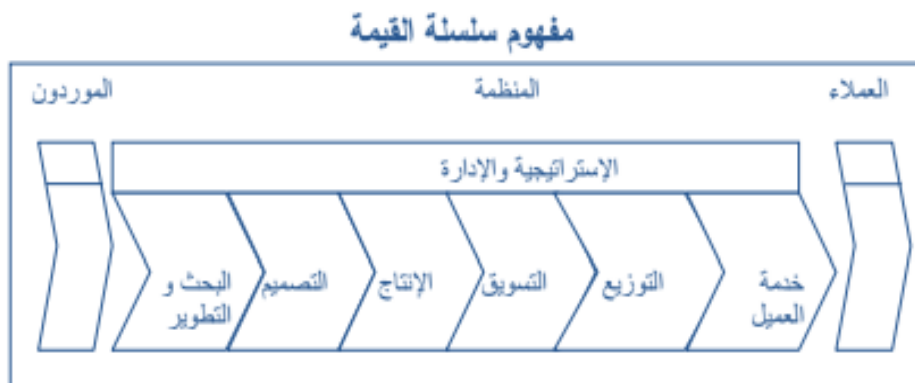 مفهوم سلسلة القيمة
الموردون
المنظمة
العملاء
الإستراتيجية والإدارة
البحث و
التطوير
التصميم
الإنتاج
التسويق
التوزيع
خدمة
العميل